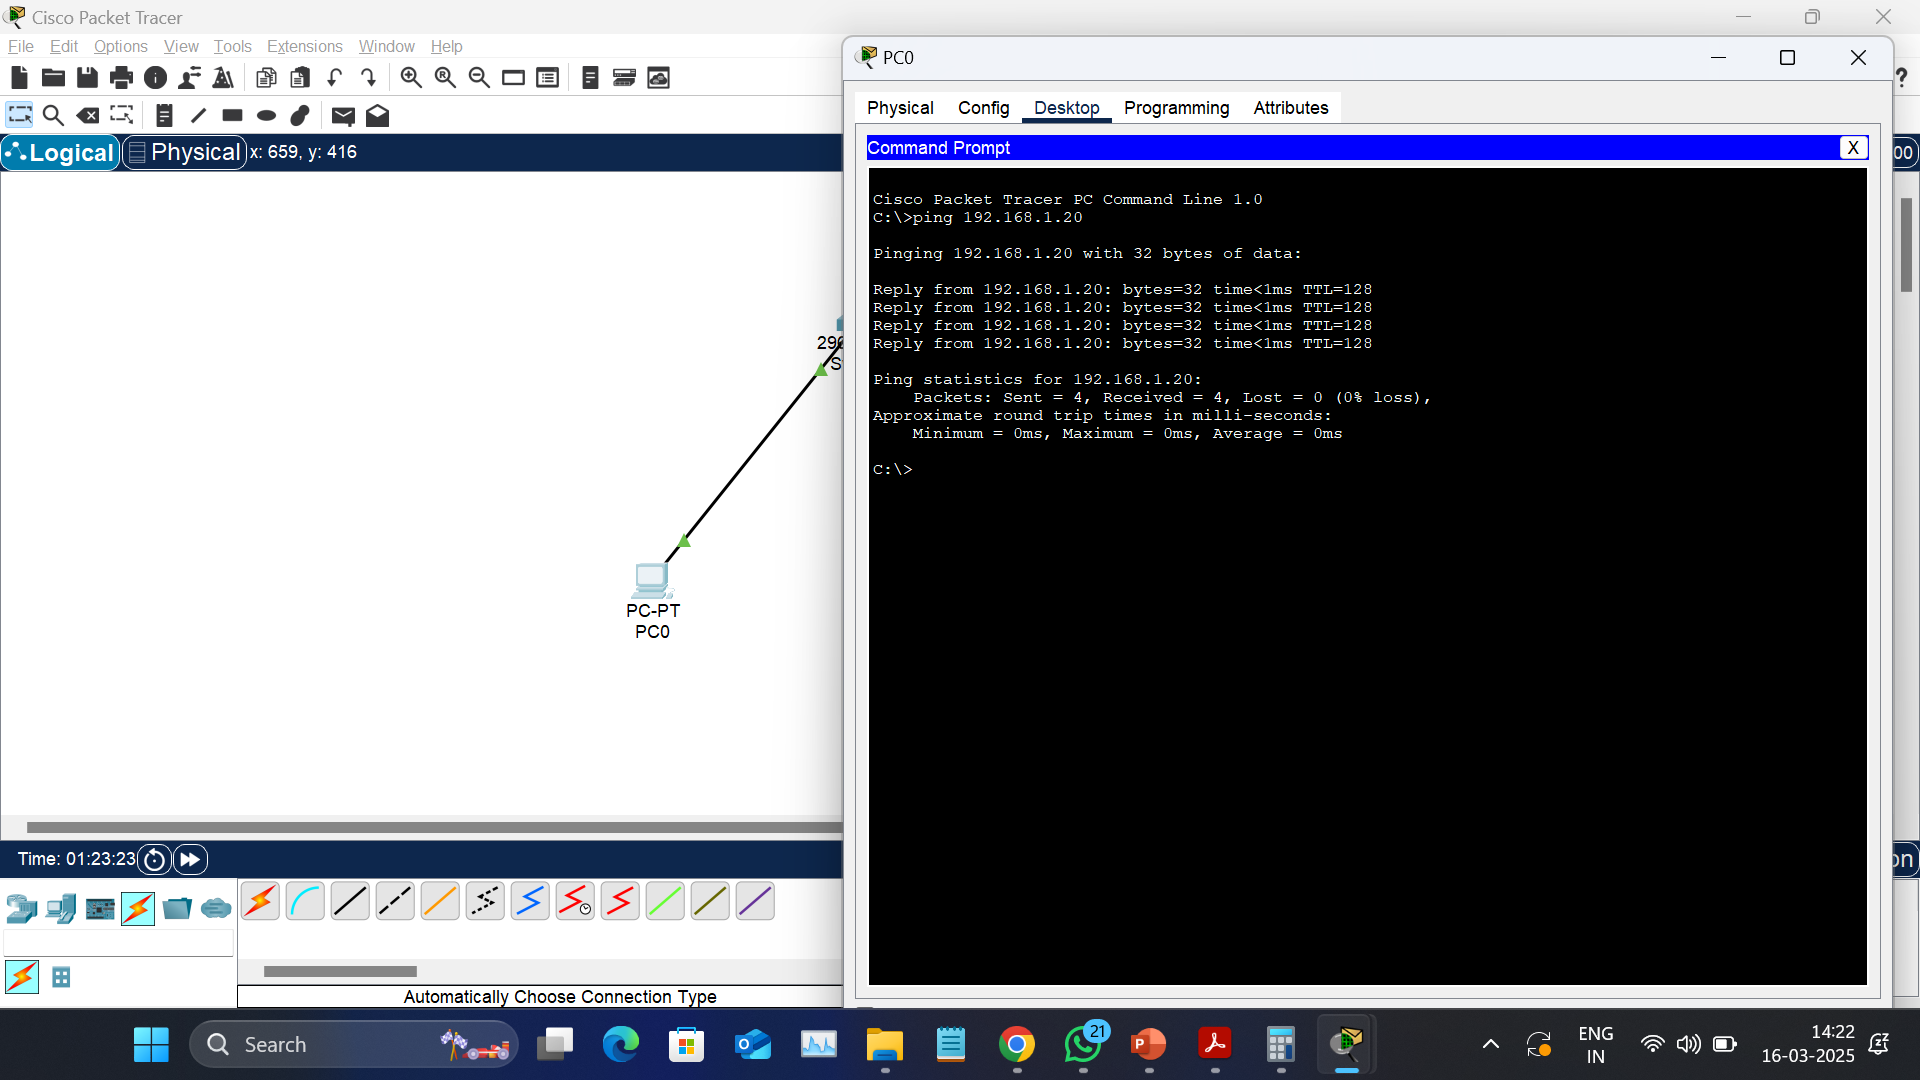 Cisco Packet Tracer
File Edit Options View Tools Extensions Window Help
Logical Physical x: 659, y: 416
290
S
PC-PT
PC0
Time: 01:23:23
Automatically Choose Connection Type
PC0
Physical Config Desktop Programming Attributes
Command Prompt X
Cisco Packet Tracer PC Command Line 1.0
C:\>ping 192.168.1.20
Pinging 192.168.1.20 with 32 bytes of data:
Reply from 192.168.1.20: bytes=32 time<1ms TTL=128
Reply from 192.168.1.20: bytes=32 time<1ms TTL=128
Reply from 192.168.1.20: bytes=32 time<1ms TTL=128
Reply from 192.168.1.20: bytes=32 time<1ms TTL=128
Ping statistics for 192.168.1.20:
Packets: Sent = 4, Received = 4, Lost = 0 (0% loss),
Approximate round trip times in milli-seconds:
Minimum = 0ms, Maximum = 0ms, Average = 0ms
C:\>
?
00
on
Search
21
ENG
IN
14:22
16-03-2025